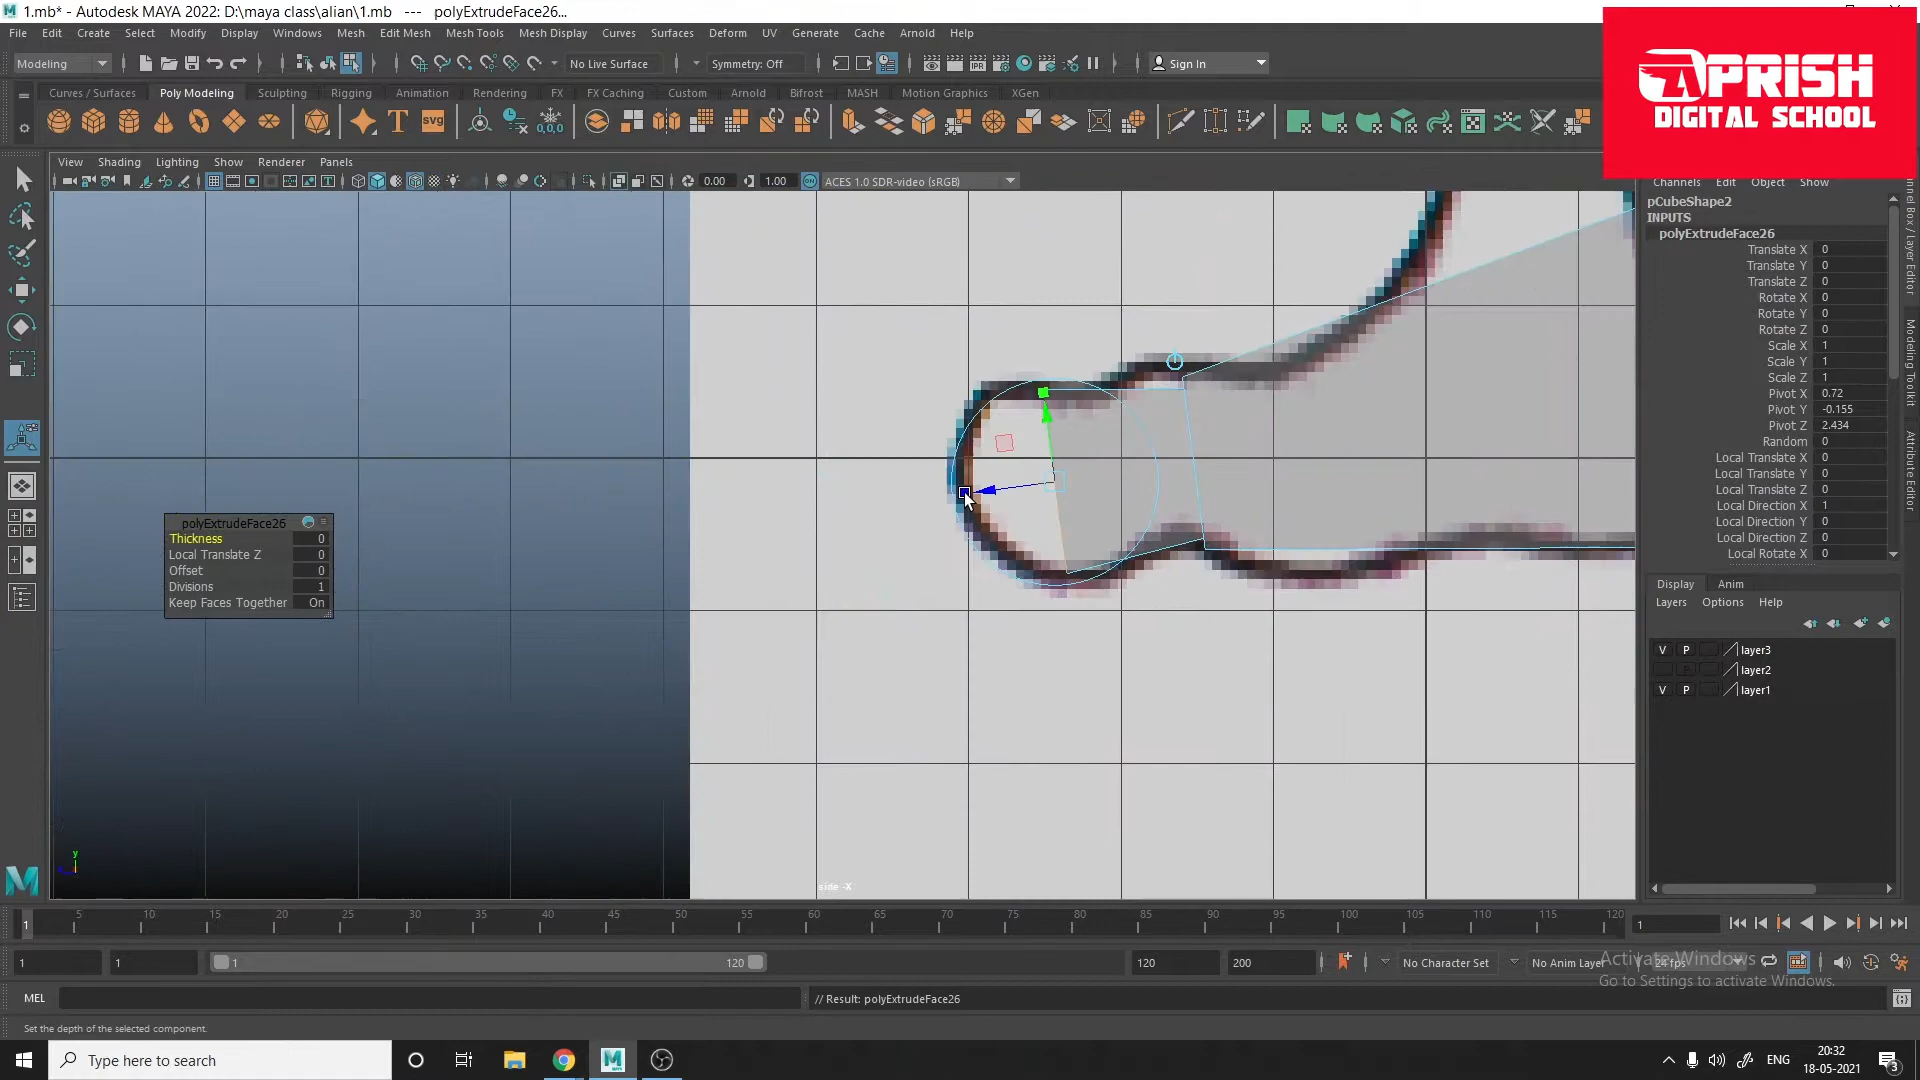 1.mb* - Autodesk MAYA 2022: D:\maya class\alian\1.mb --- polyExtrudeFace26...
File Edit Create Select Modify Display Windows Mesh Edit Mesh Mesh Tools Mesh Display Curves Surfaces Deform UV Generate Cache Arnold Help
Modeling No Live Surface Symmetry: Off Sign In
APRISH
DIGITAL SCHOOL
Curves / Surfaces Poly Modeling Sculpting Rigging Animation Rendering FX FX Caching Custom Arnold Bifrost MASH Motion Graphics XGen
T SVG
View Shading Lighting Show Renderer Panels
0.00 1.00 ACES 1.0 SDR-video (sRGB)
Channels Edit Object Show
pCubeShape2
INPUTS
polyExtrudeFace26
Translate X 0
Translate Y 0
Translate Z 0
Rotate X 0
Rotate Y 0
Rotate Z 0
Scale X 1
Scale Y 1
Scale Z 1
Pivot X 0.72
Pivot Y -0.155
Pivot Z 2.434
Random 0
Local Translate X 0
Local Translate Y 0
Local Translate Z 0
Local Direction X 1
Local Direction Y 0
Local Direction Z 0
Local Rotate X 0
Modeling Toolkit
Attribute Editor
polyExtrudeFace26
Thickness 0
Local Translate Z 0
Offset 0
Divisions 1
Keep Faces Together On
Display Anim
Layers Options Help
V P layer3
P layer2
V P layer1
y
side -X
5 10 15 20 25 30 35 40 45 50 55 60 65 70 75 80 85 90 95 100 105 110 115 120
1 1
1 1 1 120 120 200 No Character Set No Anim Layer 24 fps
Activate Windows
Go to Settings to activate Windows.
MEL // Result: polyExtrudeFace26
Set the depth of the selected component.
Type here to search
ENG
20:32
18-05-2021
3